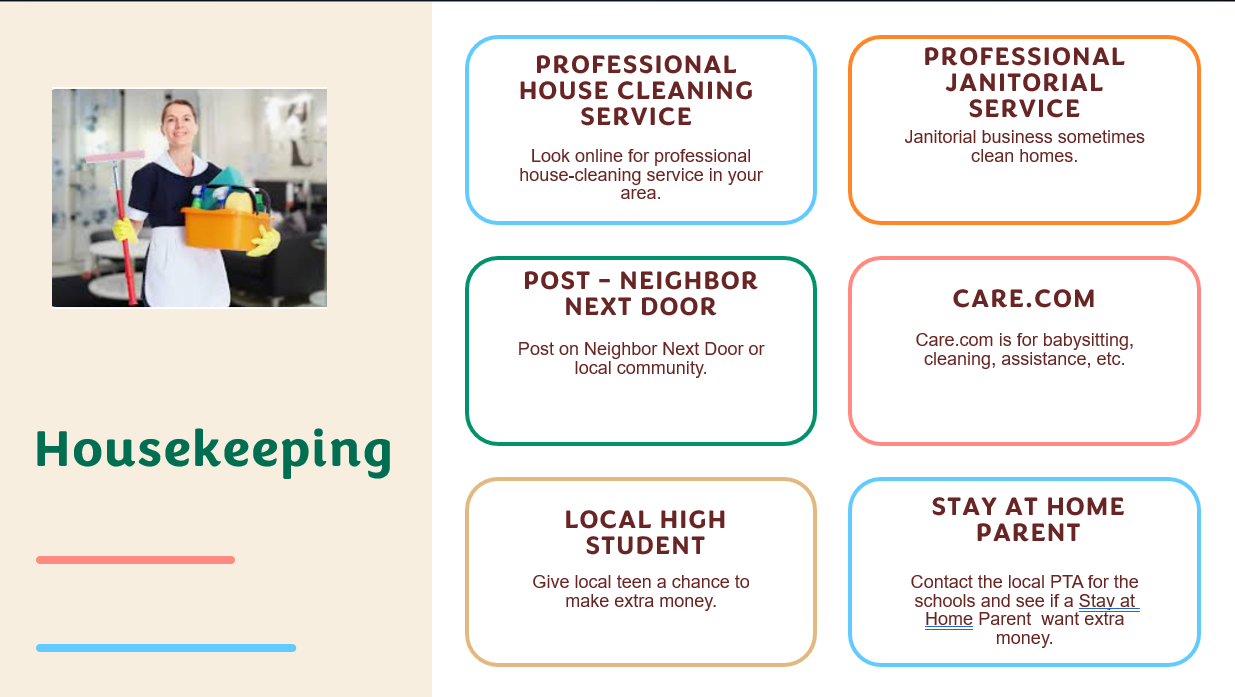 Housekeeping
PROFESSIONAL
HOUSE CLEANING
SERVICE
Look online for professional
house-cleaning service in your
area.
PROFESSIONAL
JANITORIAL
SERVICE
Janitorial business sometimes
clean homes.
POST – NEIGHBOR
NEXT DOOR
Post on Neighbor Next Door or
local community.
CARE.COM
Care.com is for babysitting,
cleaning, assistance, etc.
LOCAL HIGH
STUDENT
Give local teen a chance to
make extra money.
STAY AT HOME
PARENT
Contact the local PTA for the
schools and see if a Stay at
Home Parent  want extra
money.